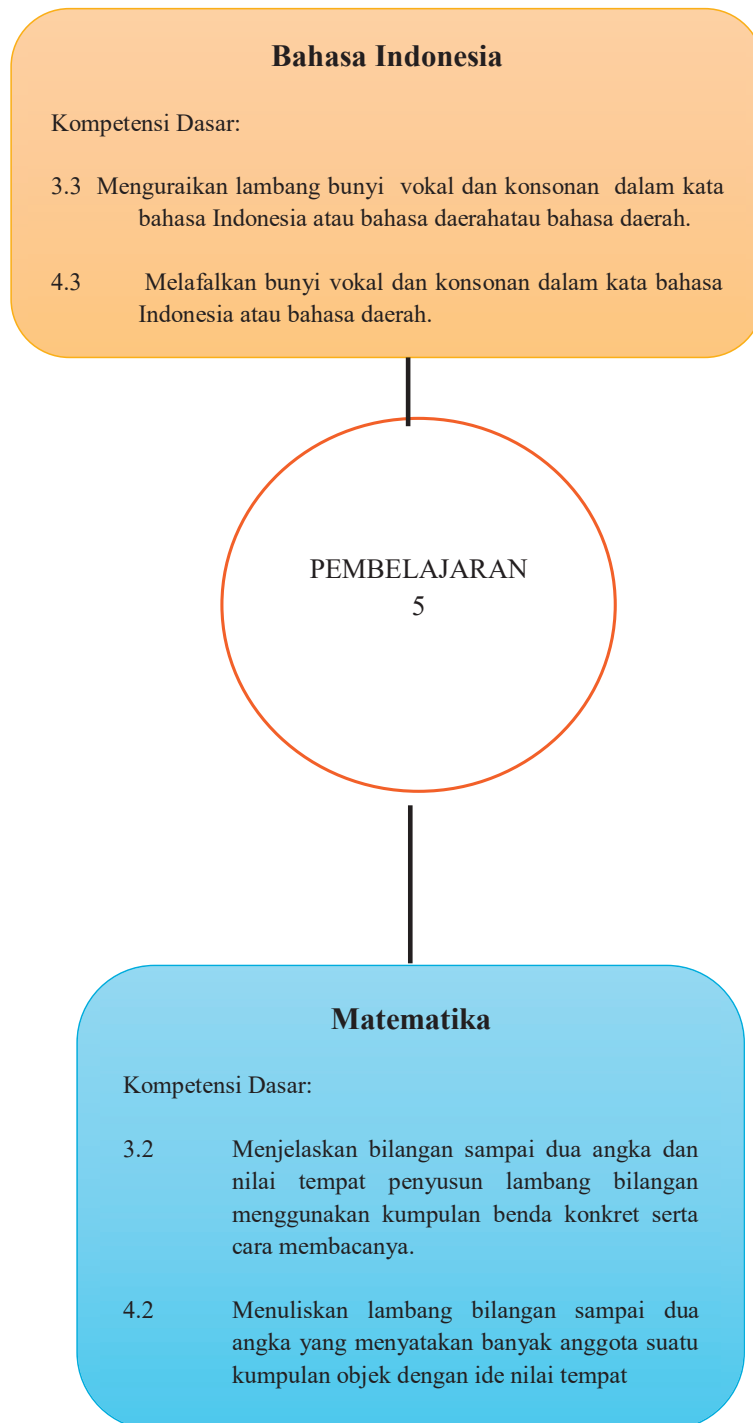 Bahasa Indonesia
Kompetensi Dasar:
3.3 Menguraikan lambang bunyi vokal dan konsonan dalam kata
bahasa Indonesia atau bahasa daerahatau bahasa daerah.
4.3 Melafalkan bunyi vokal dan konsonan dalam kata bahasa
Indonesia atau bahasa daerah.
PEMBELAJARAN
5
Matematika
Kompetensi Dasar:
3.2 Menjelaskan bilangan sampai dua angka dan
nilai tempat penyusun lambang bilangan
menggunakan kumpulan benda konkret serta
cara membacanya.
4.2 Menuliskan lambang bilangan sampai dua
angka yang menyatakan banyak anggota suatu
kumpulan objek dengan ide nilai tempat